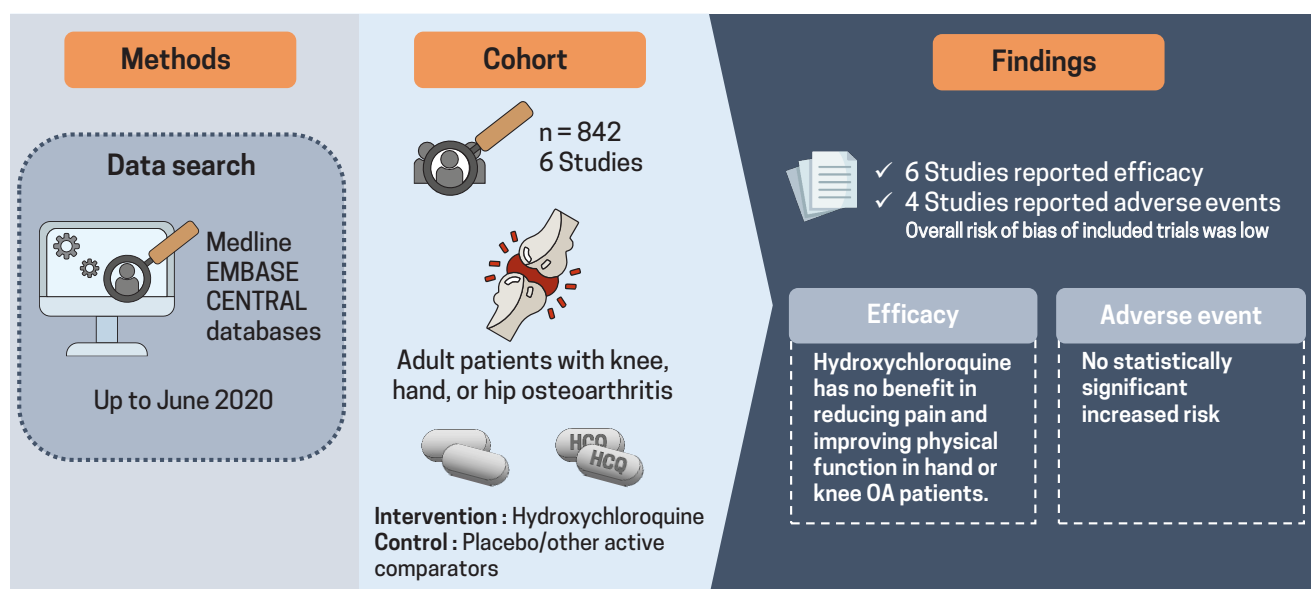 Methods
Data search
Medline
EMBASE
CENTRAL
databases
Up to June 2020
Cohort
n = 842
6 Studies
Adult patients with knee,
hand, or hip osteoarthritis
HCQ
HCQ
Intervention : Hydroxychloroquine
Control : Placebo/other active
comparators
Findings
✓ 6 Studies reported efficacy
✓ 4 Studies reported adverse events
Overall risk of bias of included trials was low
Efficacy
Hydroxychloroquine
has no benefit in
reducing pain and
improving physical
function in hand or
knee OA patients.
Adverse event
No statistically
significant
increased risk